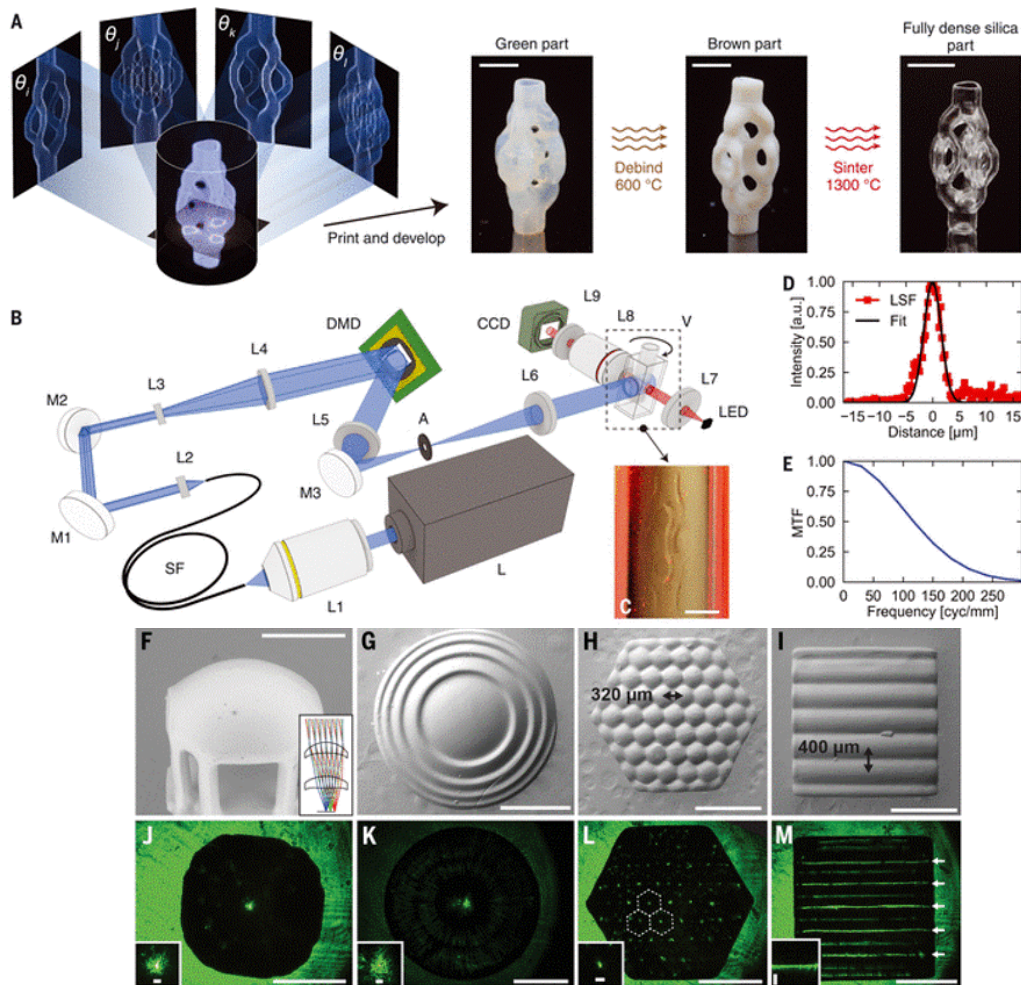 A
θi
θj
θk
θl
Print and develop
Green part
Debind
600 °C
Brown part
Sinter
1300 °C
Fully dense silica
part
B
M2
M1
L3
L2
L4
SF
DMD
L5
M3
A
L1
L
L6
CCD
L9
L8
V
L7
LED
C
D
Intensity [a.u.]
1.00
0.75
0.50
0.25
0.00
LSF
Fit
-15 -10 -5 0 5 10 15
Distance [µm]
E
MTF
1.00
0.75
0.50
0.25
0.00
0 50 100 150 200 250
Frequency [cyc/mm]
F
G
H
320 µm
I
400 µm
J
K
L
M